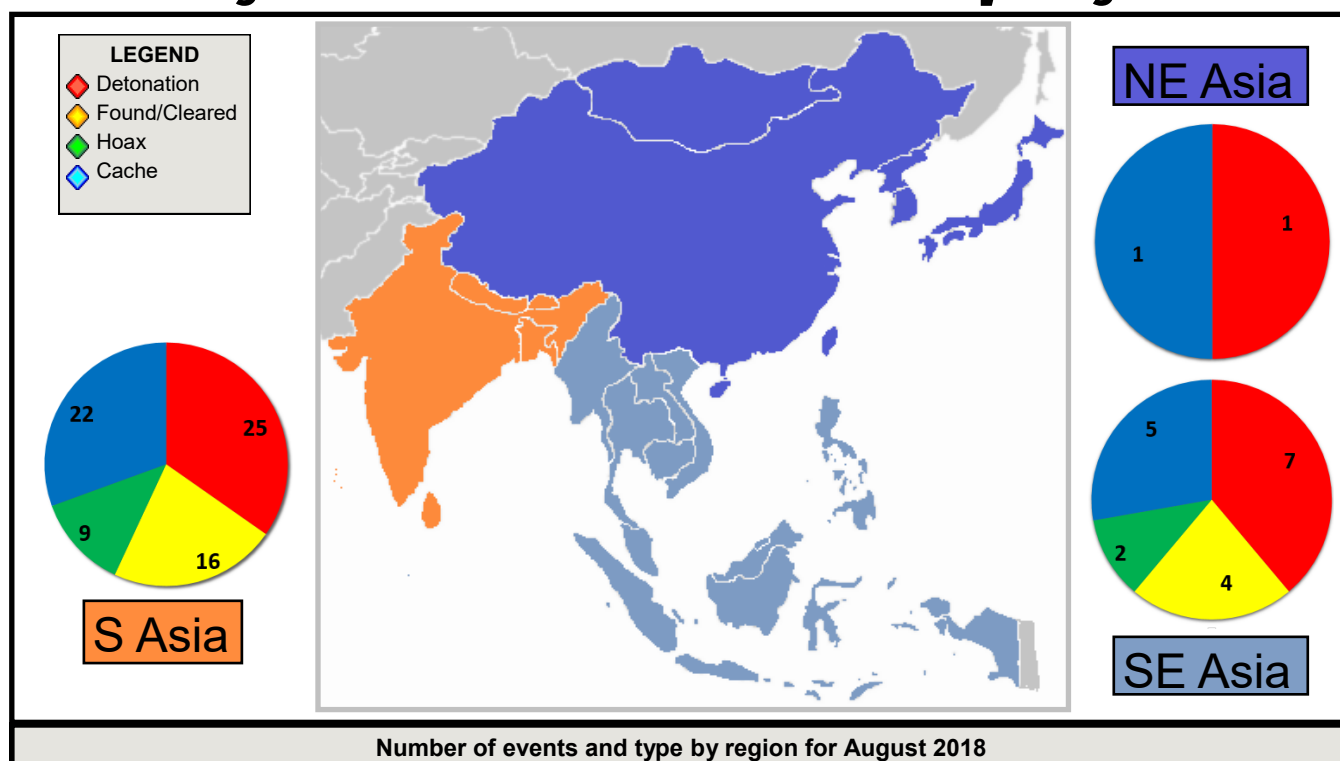 LEGEND
Detonation
Found/Cleared
Hoax
Cache
NE Asia
1
1
22
25
9
16
S Asia
5
7
2
4
SE Asia
Number of events and type by region for August 2018